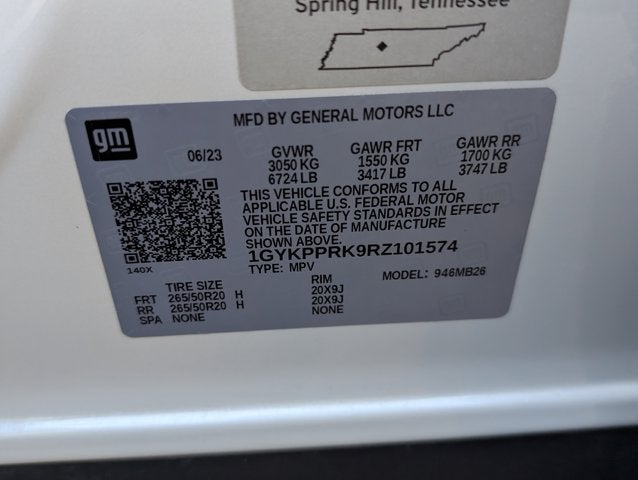 Spring Hill, Tennessee
gm
MFD BY GENERAL MOTORS LLC
06/23
GVWR GAWR FRT GAWR RR
3050 KG 1550 KG 1700 KG
6724 LB 3417 LB 3747 LB
THIS VEHICLE CONFORMS TO ALL
APPLICABLE U.S. FEDERAL MOTOR
VEHICLE SAFETY STANDARDS IN EFFECT
ON THE DATE OF MANUFACTURE
SHOWN ABOVE.
1GYKPPRK9RZ101574
140X
TYPE: MPV
MODEL: 946MB26
TIRE SIZE RIM
FRT 265/50R20 H 20X9J
RR 265/50R20 H 20X9J
SPA NONE NONE